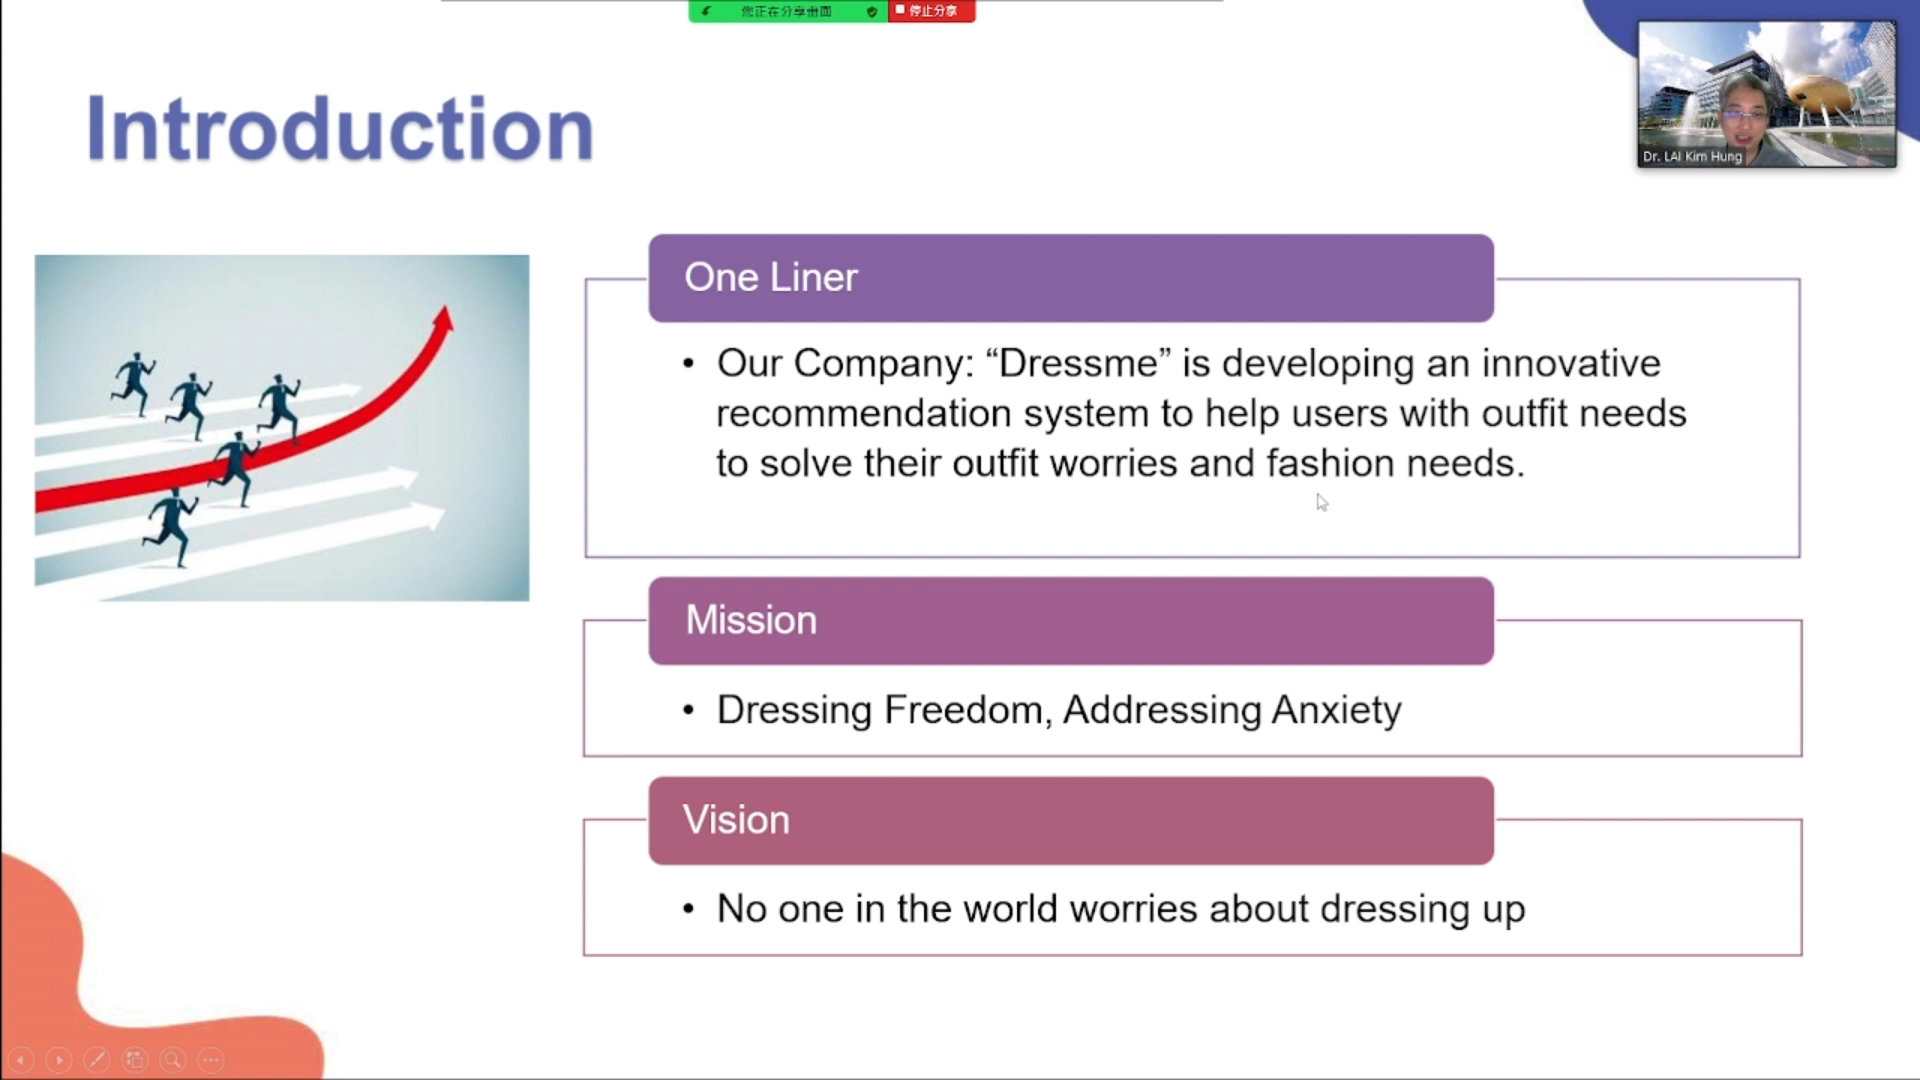 您正在分享画面
停止分享
Introduction
Dr. LAI Kim Hung
One Liner
• Our Company: “Dressme” is developing an innovative
recommendation system to help users with outfit needs
to solve their outfit worries and fashion needs.
Mission
• Dressing Freedom, Addressing Anxiety
Vision
• No one in the world worries about dressing up